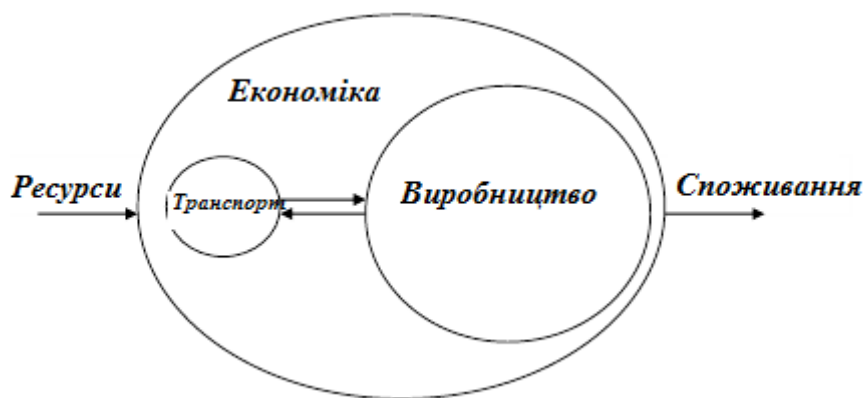 Економіка
Ресурси
Транспорт
Виробництво
Споживання